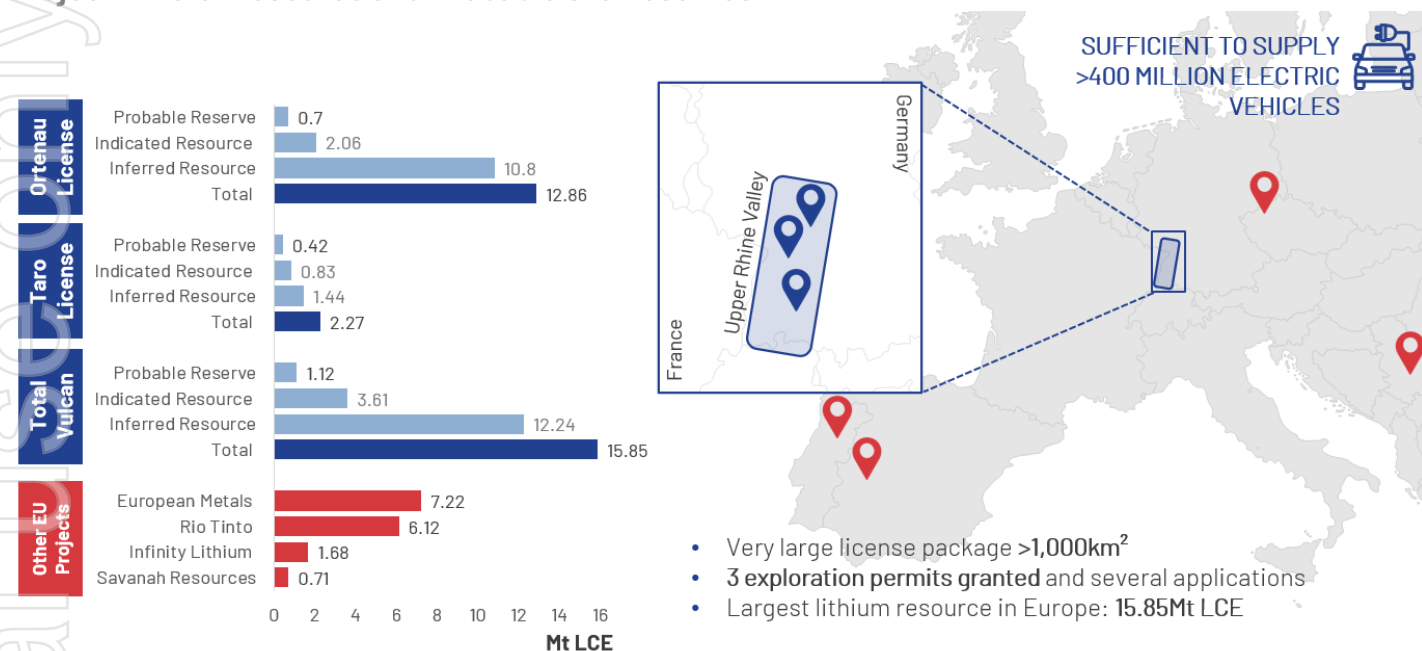 SUFFICIENT TO SUPPLY
>400 MILLION ELECTRIC
VEHICLES
Ortenau
License
Probable Reserve 0.7
Indicated Resource 2.06
Inferred Resource 10.8
Total 12.86
Taro
License
Probable Reserve 0.42
Indicated Resource 0.83
Inferred Resource 1.44
Total 2.27
Total
Vulcan
Probable Reserve 1.12
Indicated Resource 3.61
Inferred Resource 12.24
Total 15.85
Other EU
Projects
European Metals 7.22
Rio Tinto 6.12
Infinity Lithium 1.68
Savanah Resources 0.71
0 2 4 6 8 10 12 14 16
Mt LCE
Germany
Upper Rhine Valley
France
• Very large license package >1,000km²
• 3 exploration permits granted and several applications
• Largest lithium resource in Europe: 15.85Mt LCE